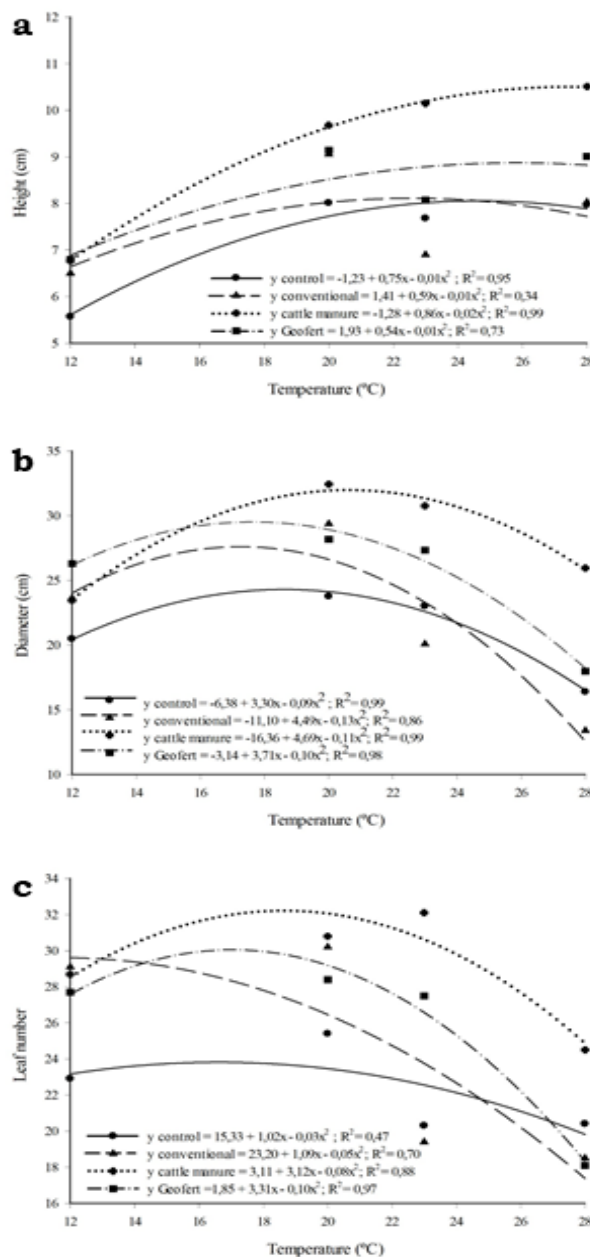 a
12
11
10
9
8
7
6
5
Height (cm)
y control = -1,23 + 0,75x- 0,01x² ; R²= 0,95
y conventional = 1,41 + 0,59x- 0,01x²; R²= 0,34
y cattle manure = -1,28 + 0,86x- 0,02x²; R²= 0,99
y Geofert = 1,93 + 0,54x- 0,01x²; R²= 0,73
12 14 16 18 20 22 24 26 28
Temperature (ºC)
b
35
30
25
20
15
10
Diameter (cm)
y control = -6,38 + 3,30x- 0,09x² ; R²= 0,99
y conventional = -11,10 + 4,49x- 0,13x²; R²= 0,86
y cattle manure = -16,36 + 4,69x- 0,11x²; R²= 0,99
y Geofert = -3,14 + 3,71x- 0,10x²; R²= 0,98
12 14 16 18 20 22 24 26 28
Temperature (ºC)
c
34
32
30
28
26
24
22
20
18
16
Leaf number
y control = 15,33 + 1,02x - 0,03x² ; R²= 0,47
y conventional = 23,20 + 1,09x- 0,05x²; R²= 0,70
y cattle manure = 3,11 + 3,12x- 0,08x²; R²= 0,88
y Geofert =1,85 + 3,31x- 0,10x²; R²= 0,97
12 14 16 18 20 22 24 26 28
Temperature (ºC)